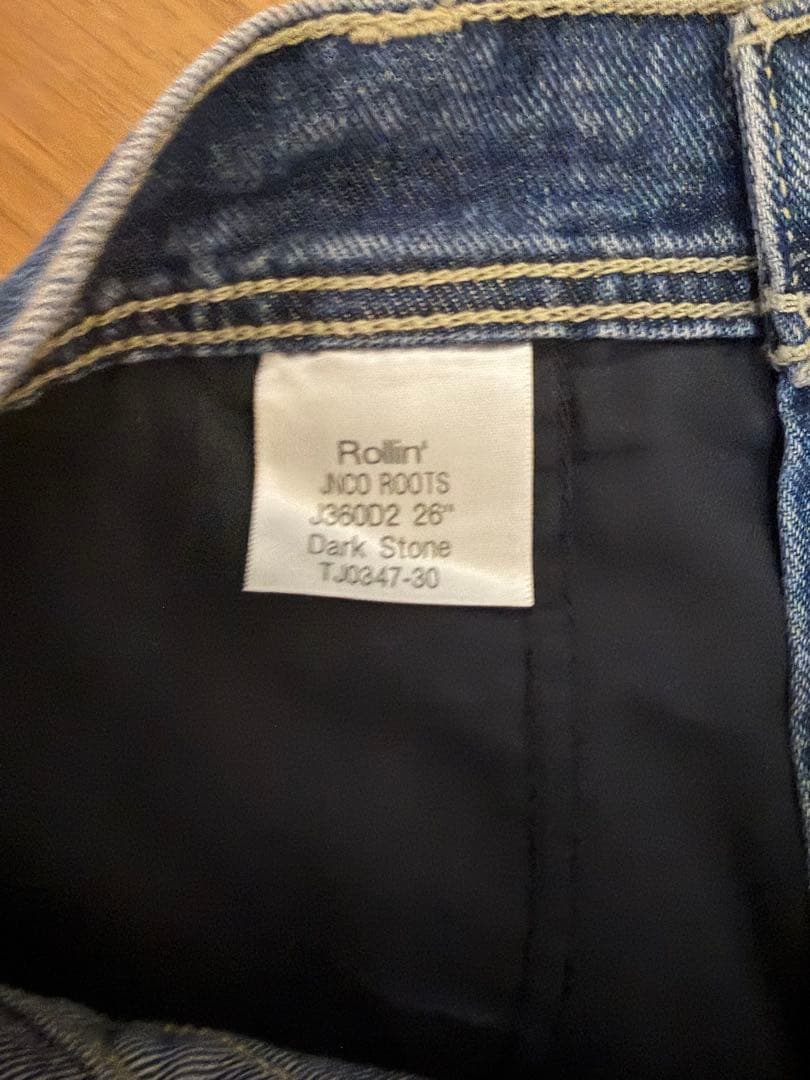 Rollin'
JNCO ROOTS
J360D2 26"
Dark Stone
TJ0347-30